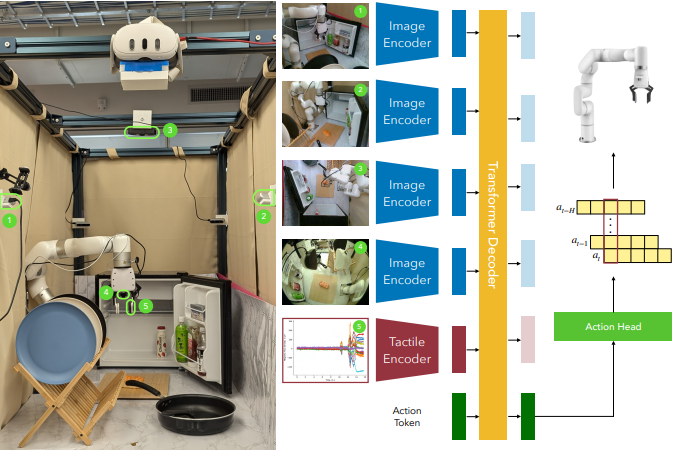 1
2
3
4
5
1
Image
Encoder
2
Image
Encoder
3
Image
Encoder
4
Image
Encoder
5
Tactile
Encoder
Action
Token
Transformer Decoder
a_{t−H}
a_{t−1}
a_t
Action Head